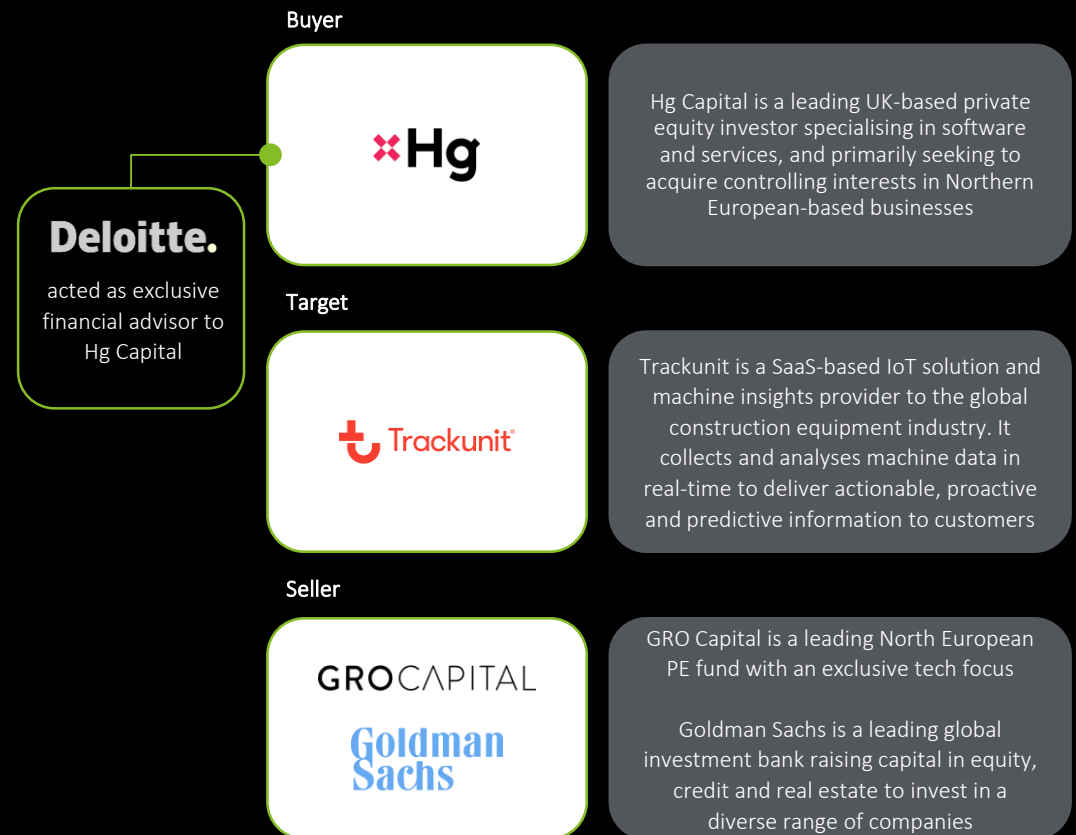 Buyer
Hg
Hg Capital is a leading UK-based private
equity investor specialising in software
and services, and primarily seeking to
acquire controlling interests in Northern
European-based businesses
Deloitte.
acted as exclusive
financial advisor to
Hg Capital
Target
Trackunit®
Trackunit is a SaaS-based IoT solution and
machine insights provider to the global
construction equipment industry. It
collects and analyses machine data in
real-time to deliver actionable, proactive
and predictive information to customers
Seller
GROCAPITAL
Goldman
Sachs
GRO Capital is a leading North European
PE fund with an exclusive tech focus
Goldman Sachs is a leading global
investment bank raising capital in equity,
credit and real estate to invest in a
diverse range of companies